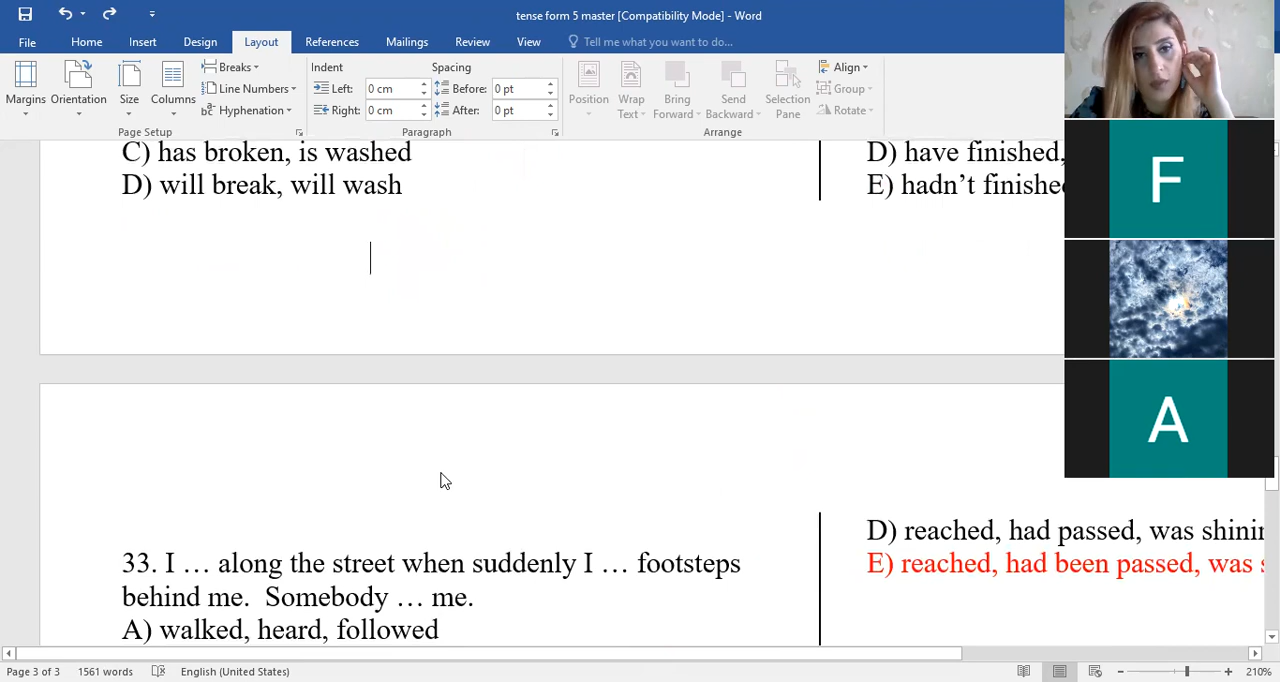 tense form 5 master [Compatibility Mode] - Word
File Home Insert Design Layout References Mailings Review View Tell me what you want to do...
Margins
Orientation
Size
Columns
Breaks
Line Numbers
Hyphenation
Page Setup
Indent
Left: 0 cm
Right: 0 cm
Spacing
Before: 0 pt
After: 0 pt
Paragraph
Position
Wrap
Text
Bring
Forward
Send
Backward
Selection
Pane
Align
Group
Rotate
Arrange
C) has broken, is washed
D) will break, will wash
D) have finished,
E) hadn’t finished
33. I … along the street when suddenly I … footsteps
behind me. Somebody … me.
A) walked, heard, followed
D) reached, had passed, was shinin
E) reached, had been passed, was s
F
A
Page 3 of 3 1561 words English (United States) 210%